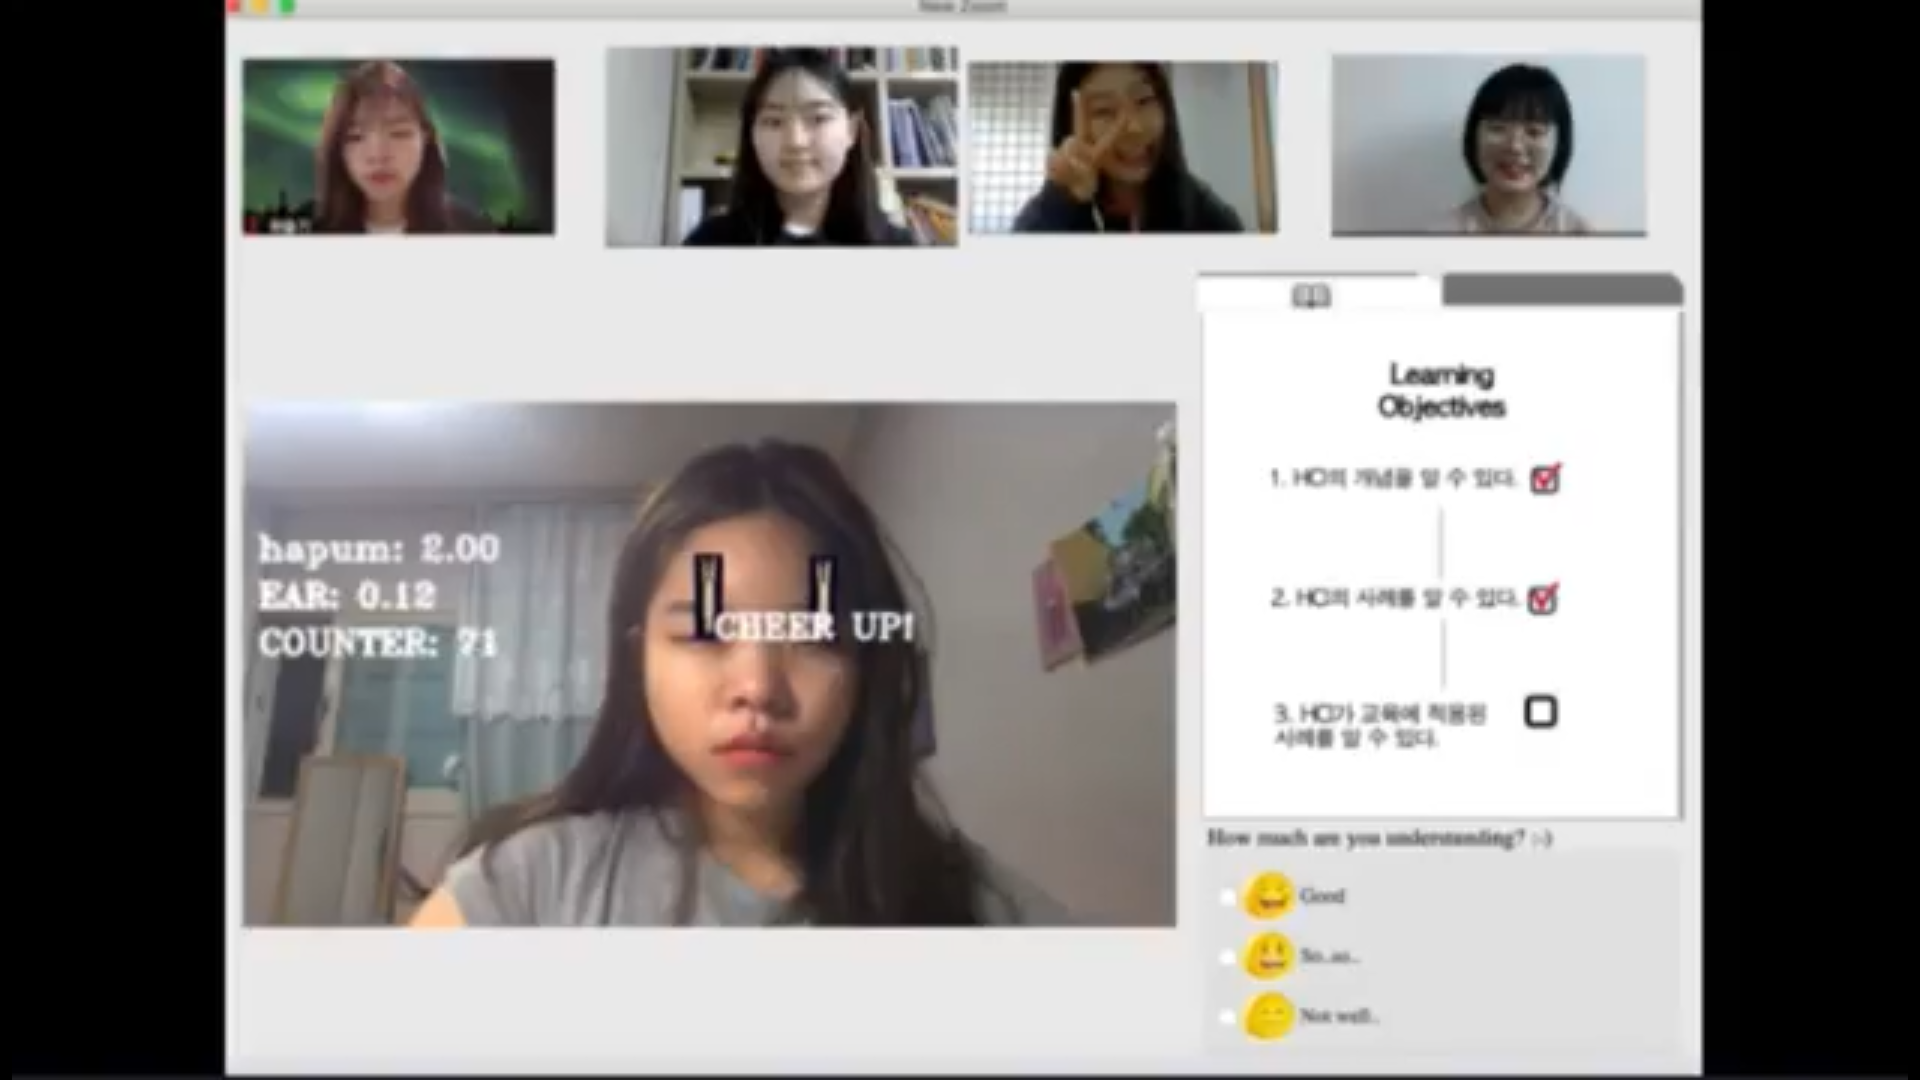 New Zoom
Learning
Objectives
1. HCI의 개념을 알 수 있다.
2. HCI의 사례를 알 수 있다.
3. HCI가 교육에 적용된
사례를 알 수 있다.
hapum: 2.00
EAR: 0.12
COUNTER: 71
CHEER UP!
How much are you understanding? :-)
Good
So..so..
Not well..